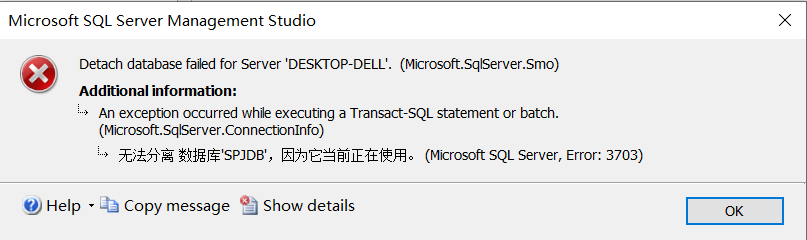 Microsoft SQL Server Management Studio
Detach database failed for Server 'DESKTOP-DELL'.  (Microsoft.SqlServer.Smo)
Additional information:
An exception occurred while executing a Transact-SQL statement or batch.
(Microsoft.SqlServer.ConnectionInfo)
无法分离 数据库'SPJDB'，因为它当前正在使用。 (Microsoft SQL Server, Error: 3703)
Help Copy message Show details OK